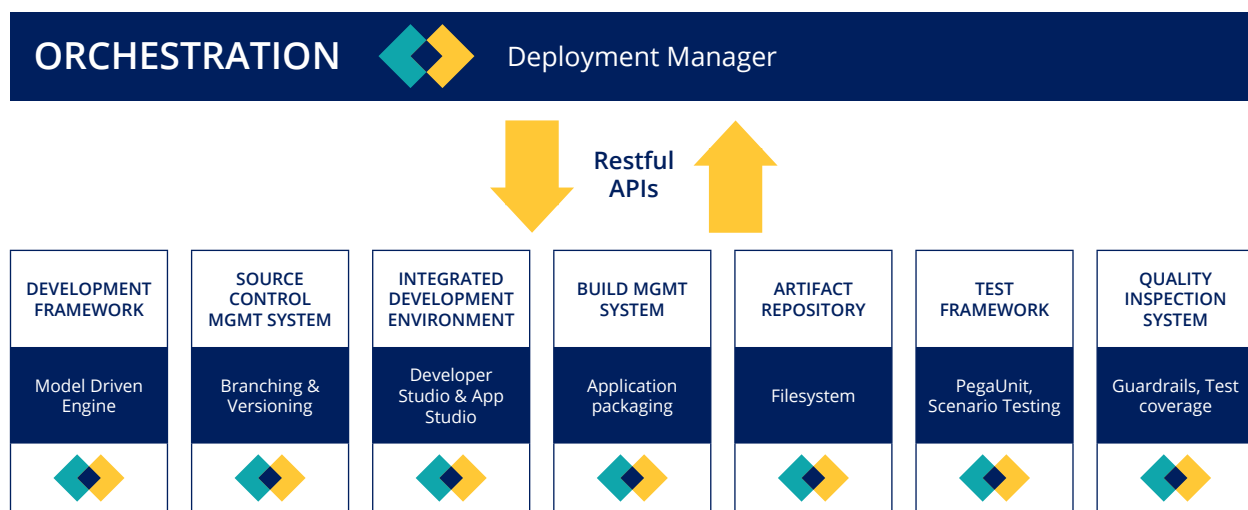 ORCHESTRATION
Deployment Manager
Restful
APIs
DEVELOPMENT
FRAMEWORK
Model Driven
Engine
SOURCE
CONTROL
MGMT SYSTEM
Branching &
Versioning
INTEGRATED
DEVELOPMENT
ENVIRONMENT
Developer
Studio & App
Studio
BUILD MGMT
SYSTEM
Application
packaging
ARTIFACT
REPOSITORY
Filesystem
TEST
FRAMEWORK
PegaUnit,
Scenario Testing
QUALITY
INSPECTION
SYSTEM
Guardrails, Test
coverage